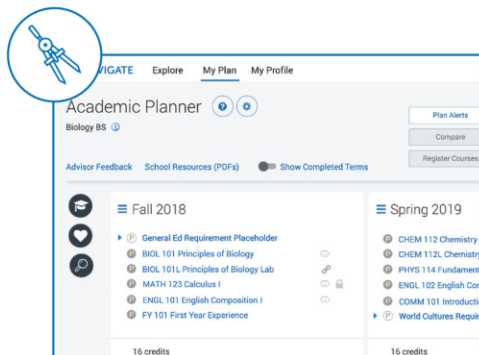 VIGATE Explore My Plan My Profile
Academic Planner
Biology BS
Plan Alerts
Compare
Register Courses
Advisor Feedback School Resources (PDFs) Show Completed Terms
Fall 2018
P General Ed Requirement Placeholder
P BIOL 101 Principles of Biology
P BIOL 101L Principles of Biology Lab
P MATH 123 Calculus I
P ENGL 101 English Composition I
P FY 101 First Year Experience
16 credits
Spring 2019
P CHEM 112 Chemistry
P CHEM 112L Chemistry
P PHYS 114 Fundament
P ENGL 102 English Com
P COMM 101 Introducti
P World Cultures Requir
16 credits